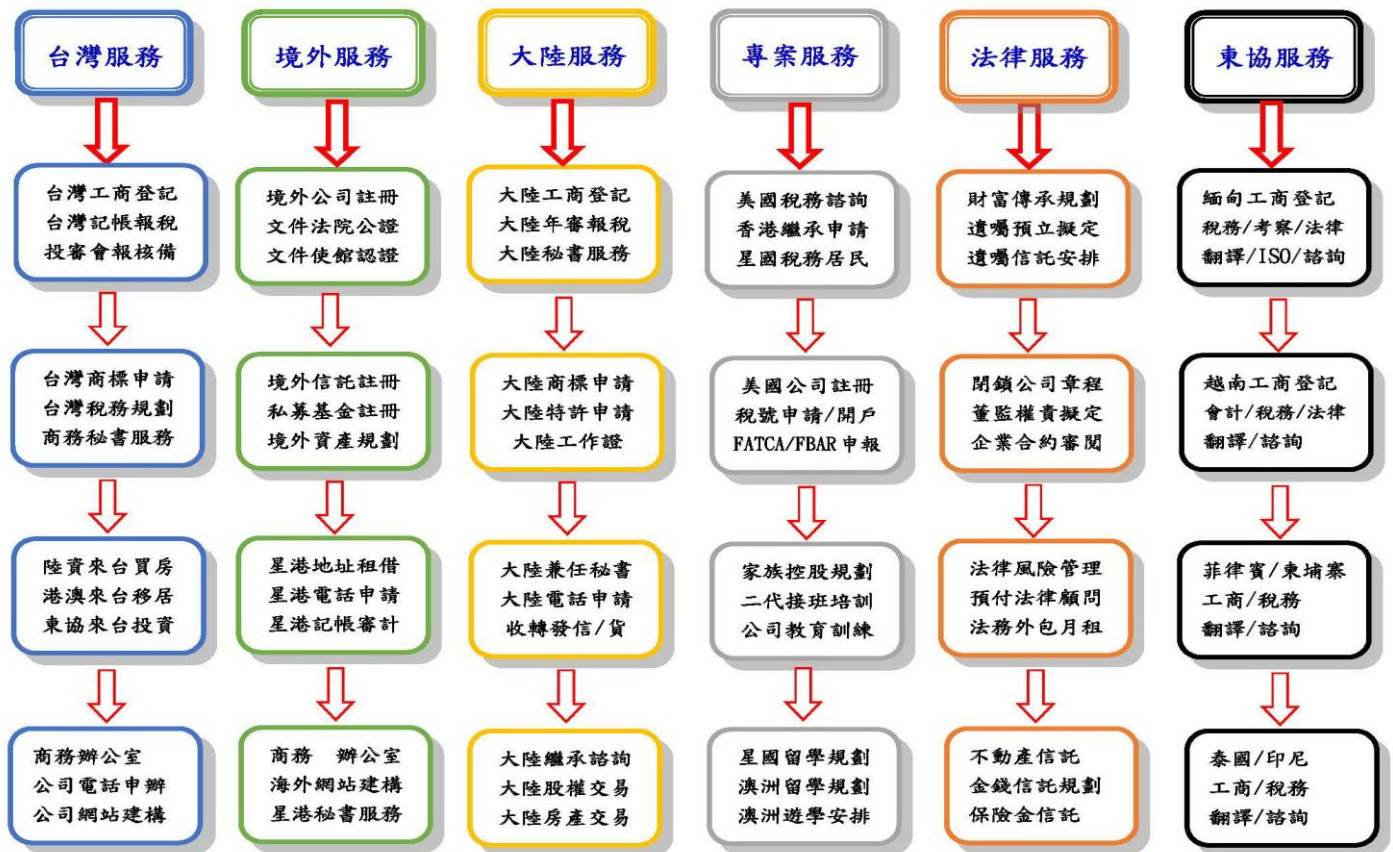 台灣服務
台灣工商登記
台灣記帳報稅
投審會報核備
台灣商標申請
台灣稅務規劃
商務秘書服務
陸資來台買房
港澳來台移居
東協來台投資
商務辦公室
公司電話申辦
公司網站建構
境外服務
境外公司註冊
文件法院公證
文件使館認證
境外信託註冊
私募基金註冊
境外資產規劃
星港地址租借
星港電話申請
星港記帳審計
商務 辦公室
海外網站建構
星港秘書服務
大陸服務
大陸工商登記
大陸年審報稅
大陸秘書服務
大陸商標申請
大陸特許申請
大陸工作證
大陸兼任秘書
大陸電話申請
收轉發信/貨
大陸繼承諮詢
大陸股權交易
大陸房產交易
專案服務
美國稅務諮詢
香港繼承申請
星國稅務居民
美國公司註冊
稅號申請/開戶
FATCA/FBAR申報
家族控股規劃
二代接班培訓
公司教育訓練
星國留學規劃
澳洲留學規劃
澳洲遊學安排
法律服務
財富傳承規劃
遺囑預立擬定
遺囑信託安排
閉鎖公司章程
董監權責擬定
企業合約審閱
法律風險管理
預付法律顧問
法務外包月租
不動產信託
金錢信託規劃
保險金信託
東協服務
緬甸工商登記
稅務/考察/法律
翻譯/ISO/諮詢
越南工商登記
會計/稅務/法律
翻譯/諮詢
菲律賓/柬埔寨
工商/稅務
翻譯/諮詢
泰國/印尼
工商/稅務
翻譯/諮詢